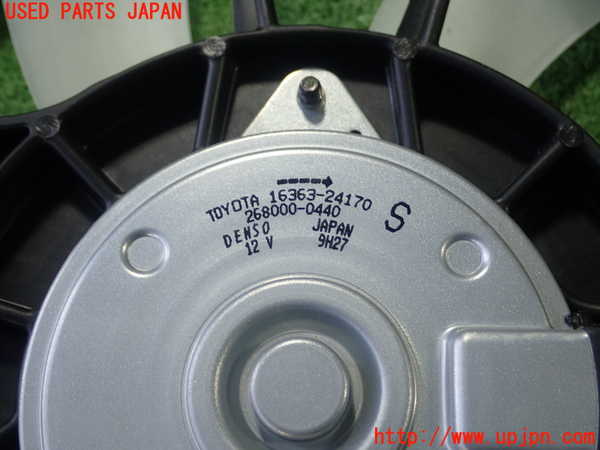 USED PARTS JAPAN
TOYOTA 16363-24170
268000-0440
DENSO JAPAN
12 V 9H27
S
http://www.upjpn.com/